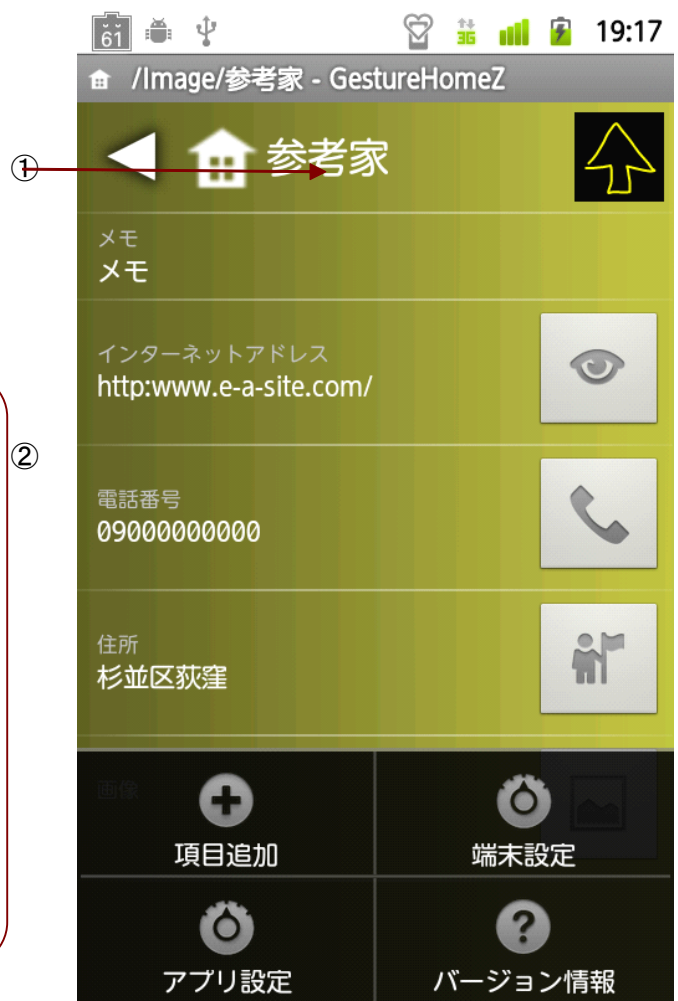 61
3G
19:17
/Image/参考家 - GestureHomeZ
①
参考家
メモ
メモ
インターネットアドレス
http:www.e-a-site.com/
②
電話番号
09000000000
住所
杉並区荻窪
画像
項目追加
端末設定
アプリ設定
バージョン情報